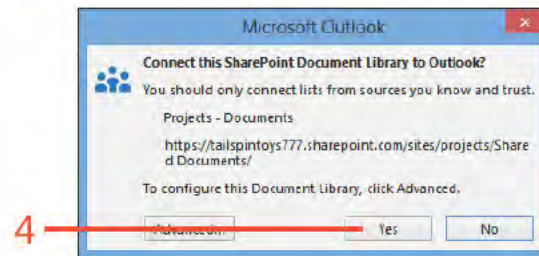 Microsoft Outlook
Connect this SharePoint Document Library to Outlook?
You should only connect lists from sources you know and trust.
Projects - Documents
https://tailspintoys777.sharepoint.com/sites/projects/Share
d Documents/
To configure this Document Library, click Advanced.
4 Advanced... Yes No